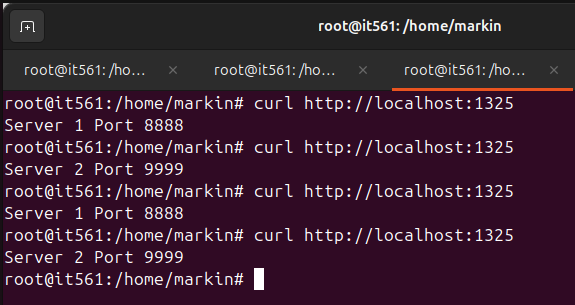 root@it561: /home/markin
root@it561: /ho... × root@it561: /ho... × root@it561: /ho... ×
root@it561:/home/markin# curl http://localhost:1325
Server 1 Port 8888
root@it561:/home/markin# curl http://localhost:1325
Server 2 Port 9999
root@it561:/home/markin# curl http://localhost:1325
Server 1 Port 8888
root@it561:/home/markin# curl http://localhost:1325
Server 2 Port 9999
root@it561:/home/markin#